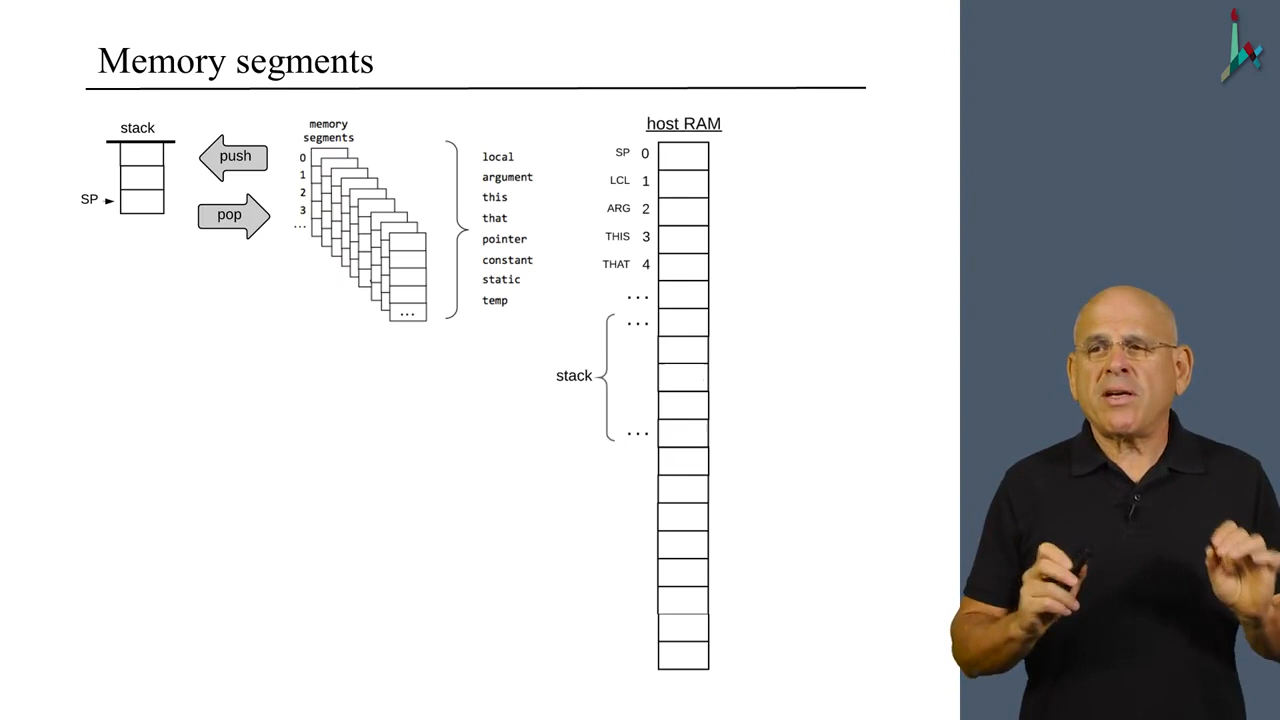 Memory segments
stack
SP
push
pop
memory
segments
0
1
2
3
...
...
local
argument
this
that
pointer
constant
static
temp
host RAM
SP 0
LCL 1
ARG 2
THIS 3
THAT 4
...
...
stack
...